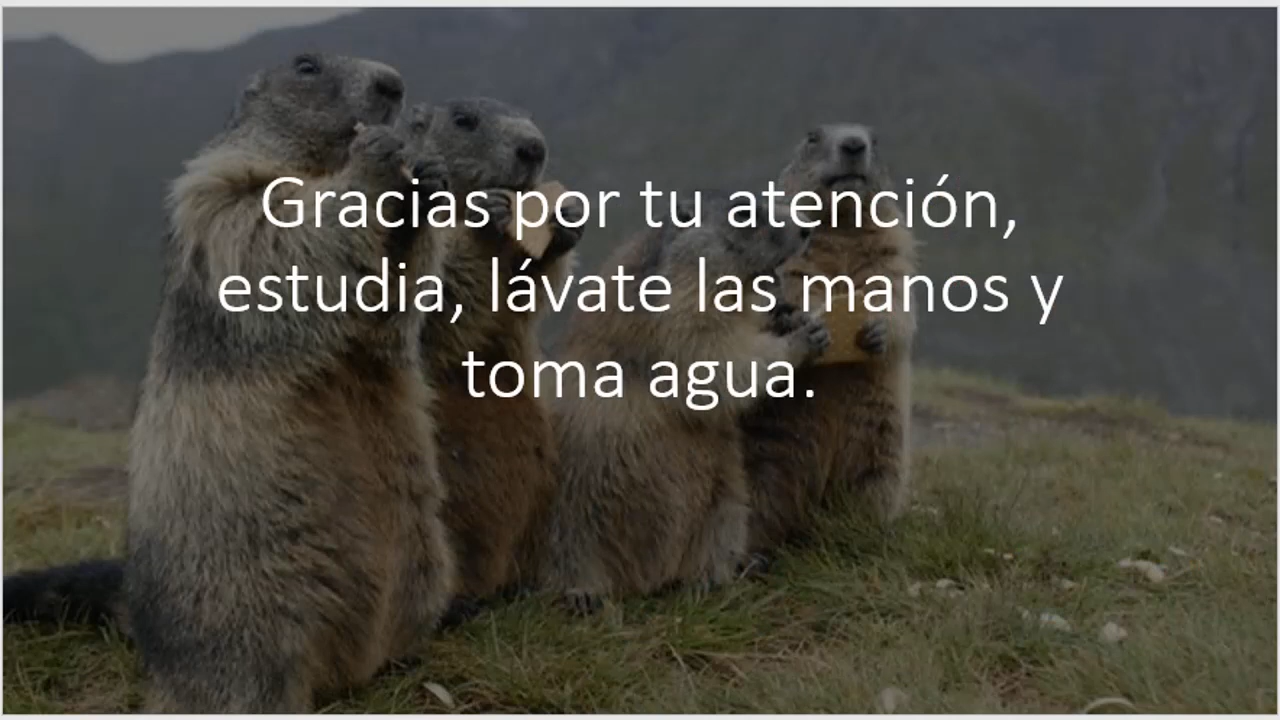 Gracias por tu atención,
estudia, lávate las manos y
toma agua.